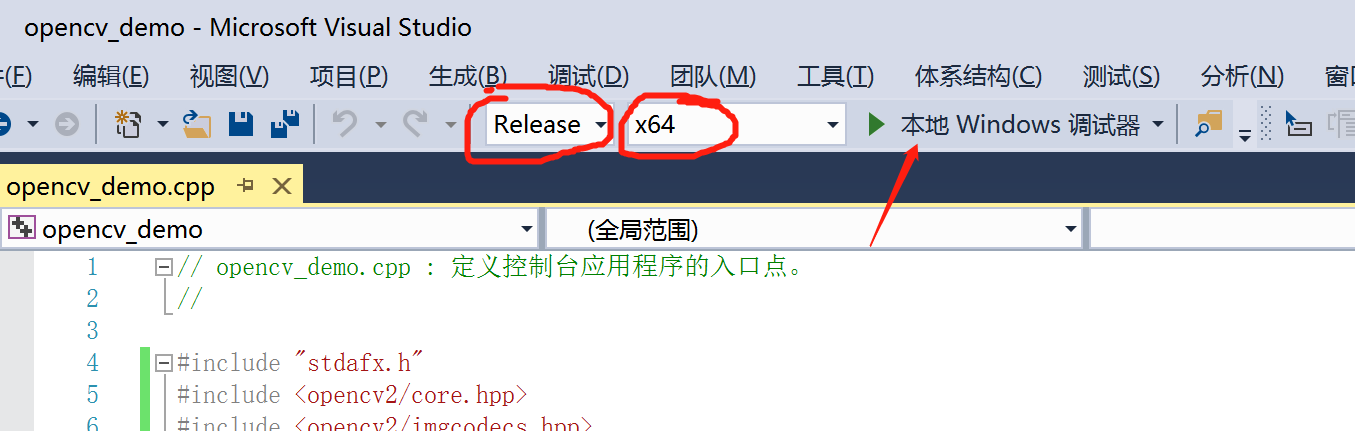 opencv_demo - Microsoft Visual Studio
(F) 编辑(E) 视图(V) 项目(P) 生成(B) 调试(D) 团队(M) 工具(T) 体系结构(C) 测试(S) 分析(N) 窗
Release x64 本地 Windows 调试器
opencv_demo.cpp
opencv_demo (全局范围)
1 // opencv_demo.cpp : 定义控制台应用程序的入口点。
2 //
3
4 #include "stdafx.h"
5 #include <opencv2/core.hpp>
6 #include <opencv2/imgcodecs.hpp>